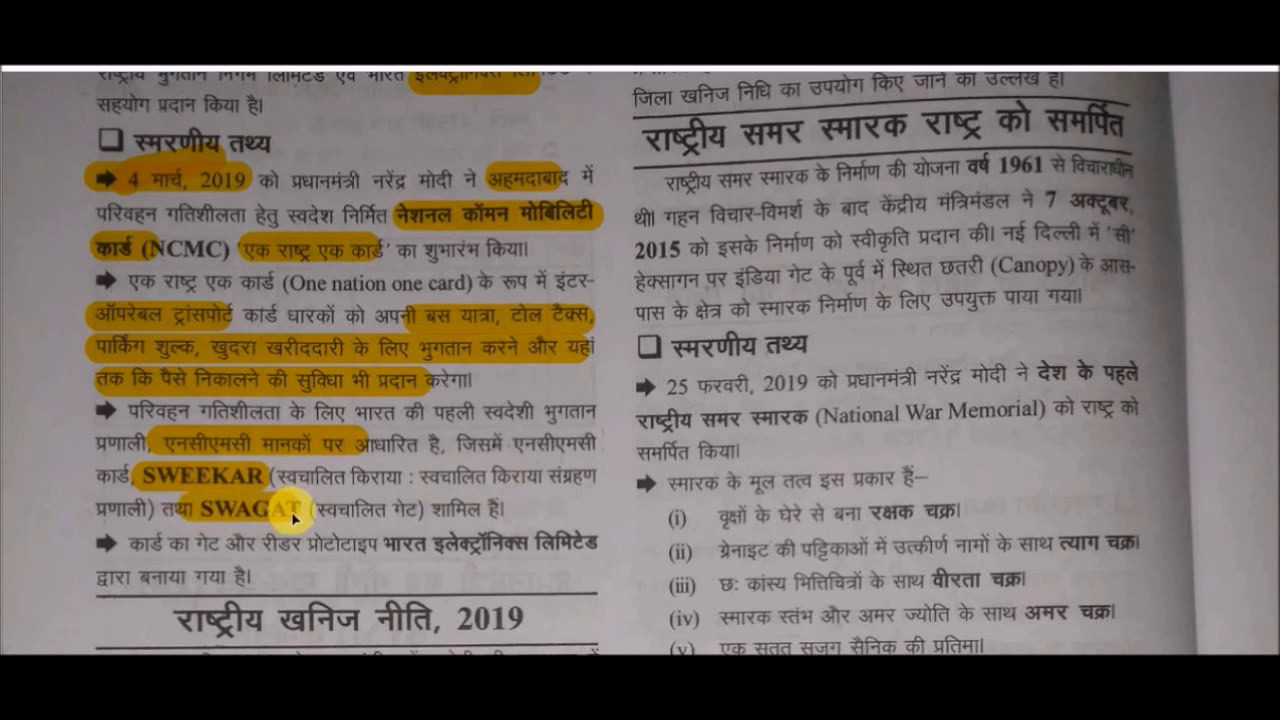 राष्ट्रीय भुगतान निगम लिमिटेड एवं भारत इलेक्ट्रॉनिक्स
सहयोग प्रदान किया है।
❑ स्मरणीय तथ्य
➡ 4 मार्च, 2019 को प्रधानमंत्री नरेंद्र मोदी ने अहमदाबाद में
परिवहन गतिशीलता हेतु स्वदेश निर्मित नेशनल कॉमन मोबिलिटी
कार्ड (NCMC) 'एक राष्ट्र एक कार्ड' का शुभारंभ किया।
➡ एक राष्ट्र एक कार्ड (One nation one card) के रूप में इंटर-
ऑपरेबल ट्रांसपोर्ट कार्ड धारकों को अपनी बस यात्रा, टोल टैक्स,
पार्किंग शुल्क, खुदरा खरीददारी के लिए भुगतान करने और यहां
तक कि पैसे निकालने की सुविधा भी प्रदान करेगा।
➡ परिवहन गतिशीलता के लिए भारत की पहली स्वदेशी भुगतान
प्रणाली, एनसीएमसी मानकों पर आधारित है, जिसमें एनसीएमसी
कार्ड, SWEEKAR (स्वचालित किराया : स्वचालित किराया संग्रहण
प्रणाली) तथा SWAGAT (स्वचालित गेट) शामिल हैं।
➡ कार्ड का गेट और रीडर प्रोटोटाइप भारत इलेक्ट्रॉनिक्स लिमिटेड
द्वारा बनाया गया है।
राष्ट्रीय खनिज नीति, 2019
जिला खनिज निधि का उपयोग किए जाने का उल्लेख है।
राष्ट्रीय समर स्मारक राष्ट्र को समर्पित
राष्ट्रीय समर स्मारक के निर्माण की योजना वर्ष 1961 से विचाराधीन
थी। गहन विचार-विमर्श के बाद केंद्रीय मंत्रिमंडल ने 7 अक्टूबर,
2015 को इसके निर्माण को स्वीकृति प्रदान की। नई दिल्ली में 'सी'
हेक्सागन पर इंडिया गेट के पूर्व में स्थित छतरी (Canopy) के आस-
पास के क्षेत्र को स्मारक निर्माण के लिए उपयुक्त पाया गया।
❑ स्मरणीय तथ्य
➡ 25 फरवरी, 2019 को प्रधानमंत्री नरेंद्र मोदी ने देश के पहले
राष्ट्रीय समर स्मारक (National War Memorial) को राष्ट्र को
समर्पित किया।
➡ स्मारक के मूल तत्व इस प्रकार हैं–
(i) वृक्षों के घेरे से बना रक्षक चक्र।
(ii) ग्रेनाइट की पट्टिकाओं में उत्कीर्ण नामों के साथ त्याग चक्र।
(iii) छः कांस्य भित्तिचित्रों के साथ वीरता चक्र।
(iv) स्मारक स्तंभ और अमर ज्योति के साथ अमर चक्र।
(v) एक सतत सजग सैनिक की प्रतिमा।